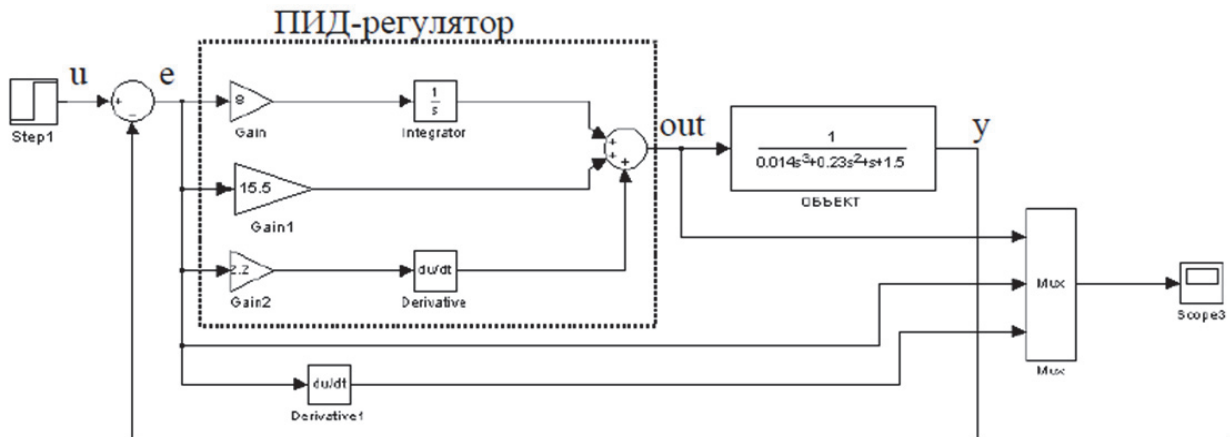 ПИД-регулятор
u
e
out
y
+
−
Step1
8
Gain
1
s
Integrator
+
+
+
1
0.014s³+0.23s²+s+1.5
ОБЪЕКТ
15.5
Gain1
2.2
Gain2
du/dt
Derivative
Mux
Mux
Scope3
du/dt
Derivative1